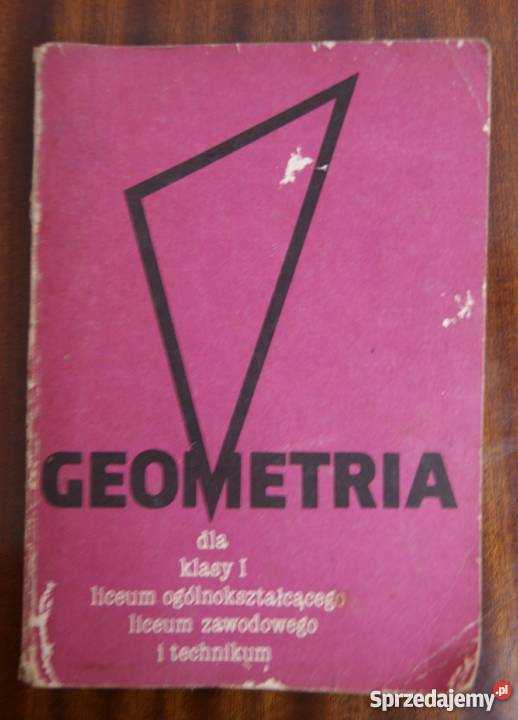 GEOMETRIA
dla
klasy I
liceum ogólnokształcącego
liceum zawodowego
i technikum
Sprzedajemy.pl